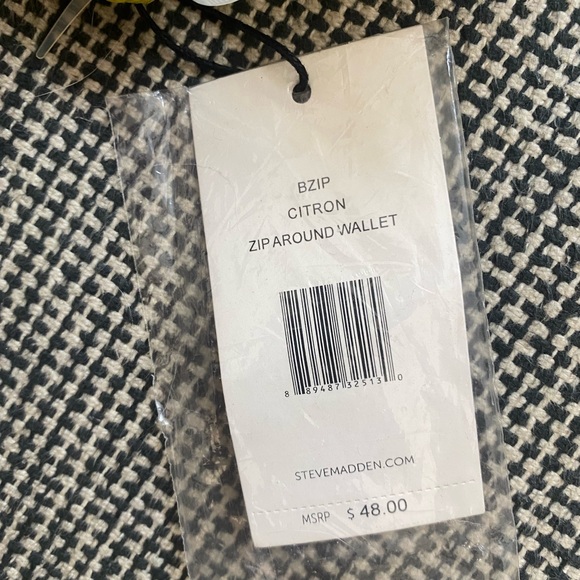 BZIP
CITRON
ZIP AROUND WALLET
8 89487 32513 0
STEVEMADDEN.COM
MSRP $ 48.00